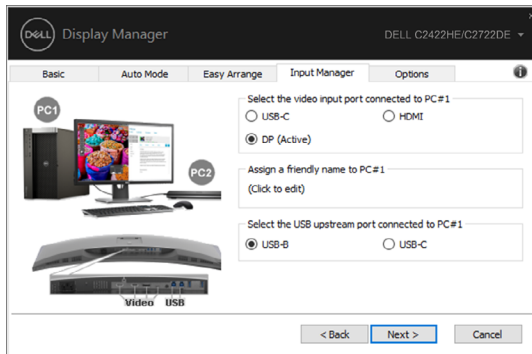 DELL Display Manager
DELL C2422HE/C2722DE
Basic
Auto Mode
Easy Arrange
Input Manager
Options
PC1
PC2
Video
USB
Select the video input port connected to PC#1
USB-C
HDMI
DP (Active)
Assign a friendly name to PC#1
(Click to edit)
Select the USB upstream port connected to PC#1
USB-B
USB-C
< Back
Next >
Cancel